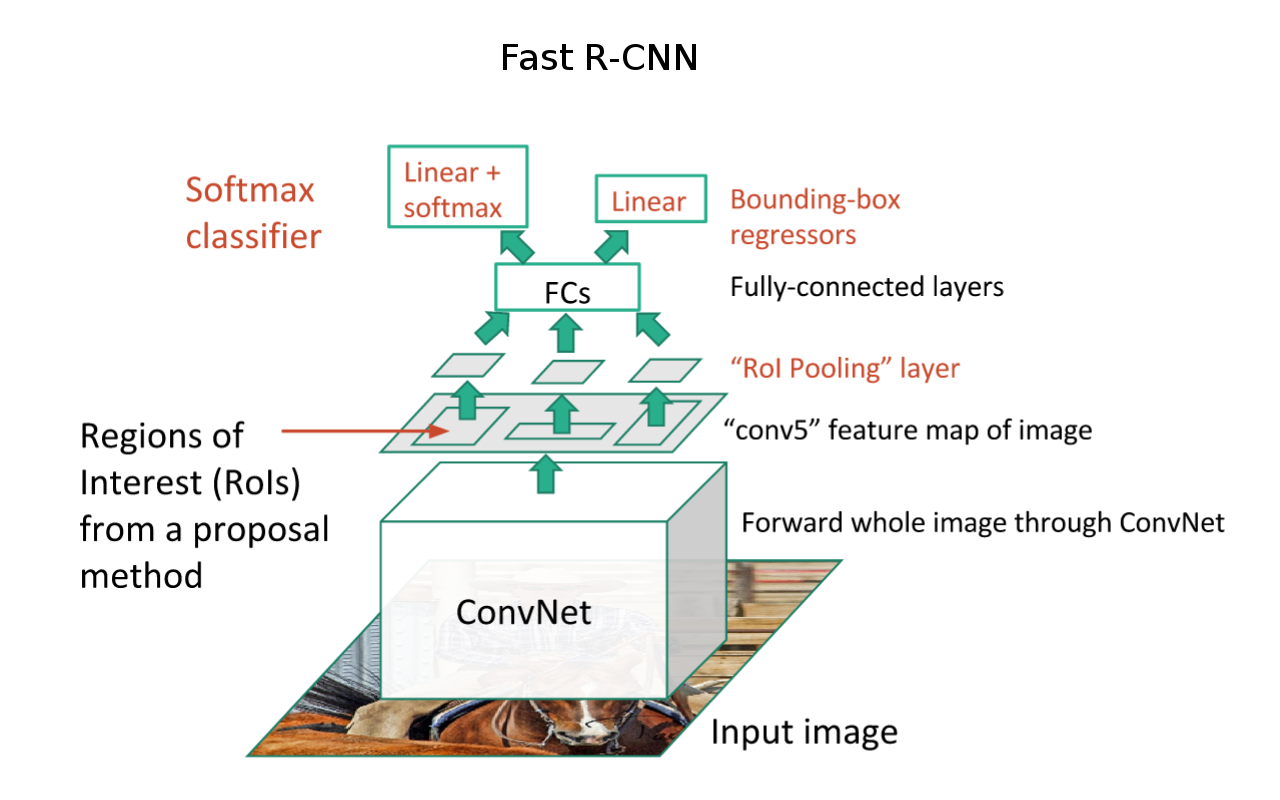 Fast R-CNN
Softmax
classifier
Linear +
softmax
Linear
Bounding-box
regressors
FCs
Fully-connected layers
“RoI Pooling” layer
Regions of
Interest (RoIs)
from a proposal
method
“conv5” feature map of image
Forward whole image through ConvNet
ConvNet
Input image